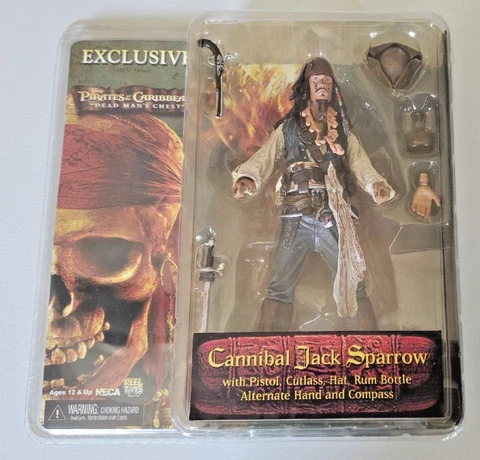 EXCLUSIVE
PIRATES of the CARIBBEAN
DEAD MAN'S CHEST
Cannibal Jack Sparrow
with Pistol, Cutlass, Hat, Rum Bottle
Alternate Hand and Compass
Ages 12 & Up NECA REEL TOYS
WARNING: CHOKING HAZARD